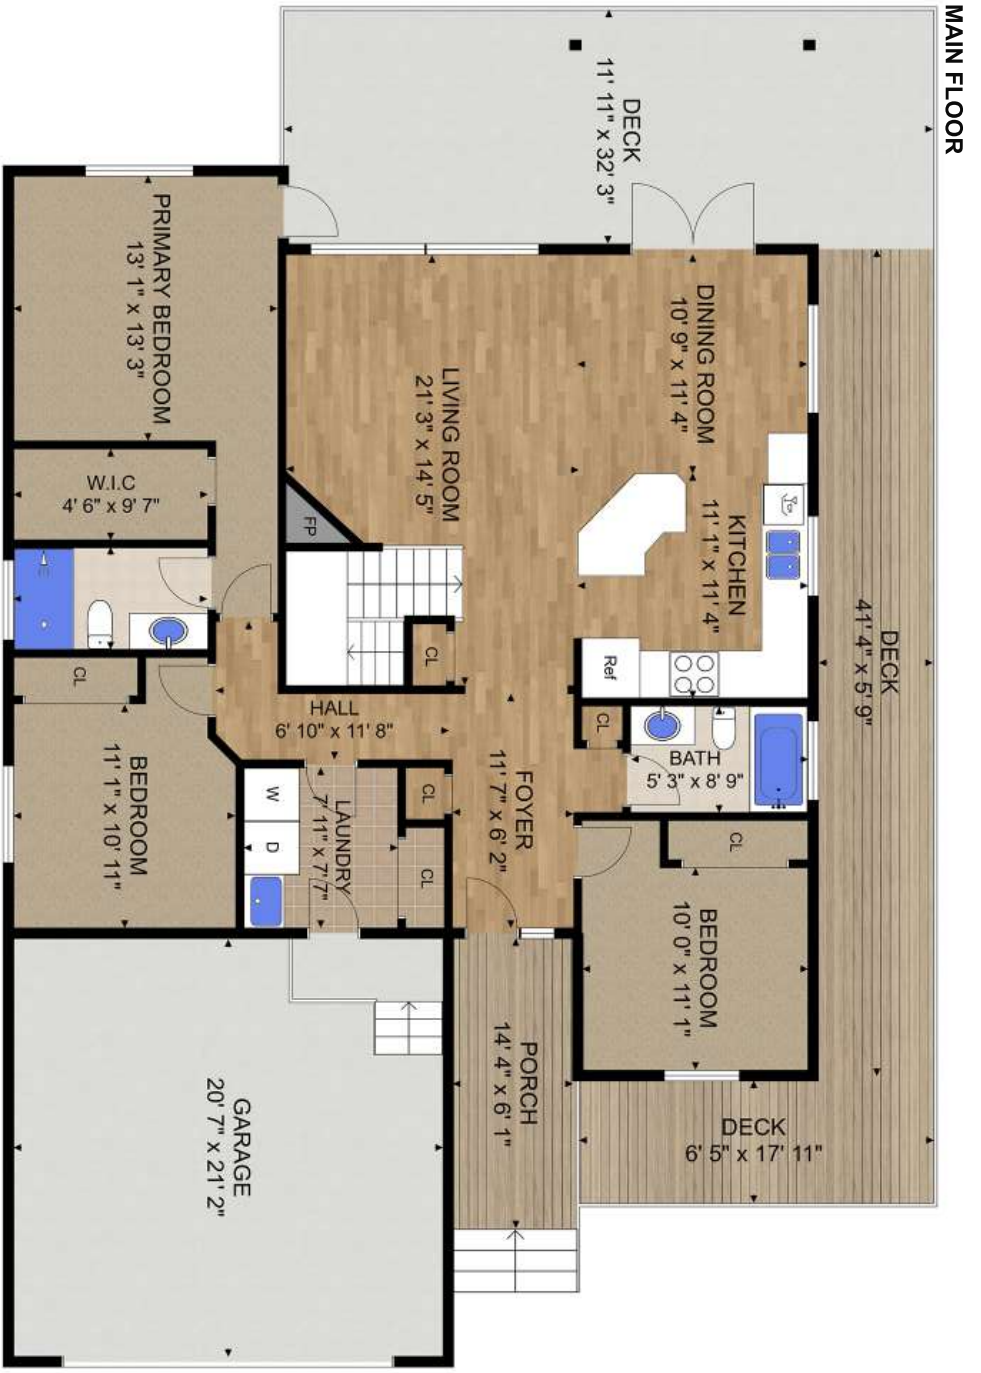 MAIN FLOOR
DECK
11' 11" x 32' 3"
PRIMARY BEDROOM
13' 1" x 13' 3"
DINING ROOM
10' 9" x 11' 4"
LIVING ROOM
21' 3" x 14' 5"
W.I.C
4' 6" x 9' 7"
FP
KITCHEN
11' 1" x 11' 4"
DECK
41' 4" x 5' 9"
CL
CL
Ref
HALL
6' 10" x 11' 8"
CL
BATH
5' 3" x 8' 9"
BEDROOM
11' 1" x 10' 11"
W
D
LAUNDRY
7' 11" x 7' 7"
CL
CL
FOYER
11' 7" x 6' 2"
CL
BEDROOM
10' 0" x 11' 1"
PORCH
14' 4" x 6' 1"
DECK
6' 5" x 17' 11"
GARAGE
20' 7" x 21' 2"